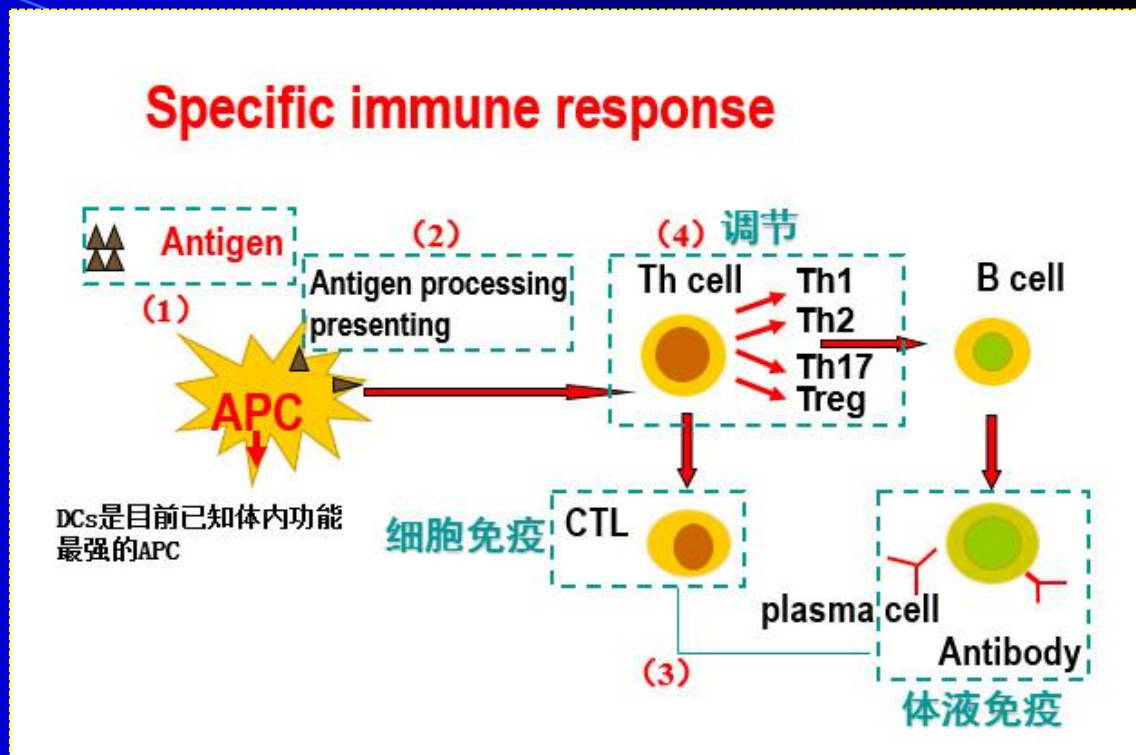 Specific immune response
Antigen
（1）
（2）
Antigen processing
presenting
APC
DCs是目前已知体内功能
最强的APC
（4）调节
Th cell
Th1
Th2
Th17
Treg
B cell
细胞免疫
CTL
（3）
plasma cell
Antibody
体液免疫